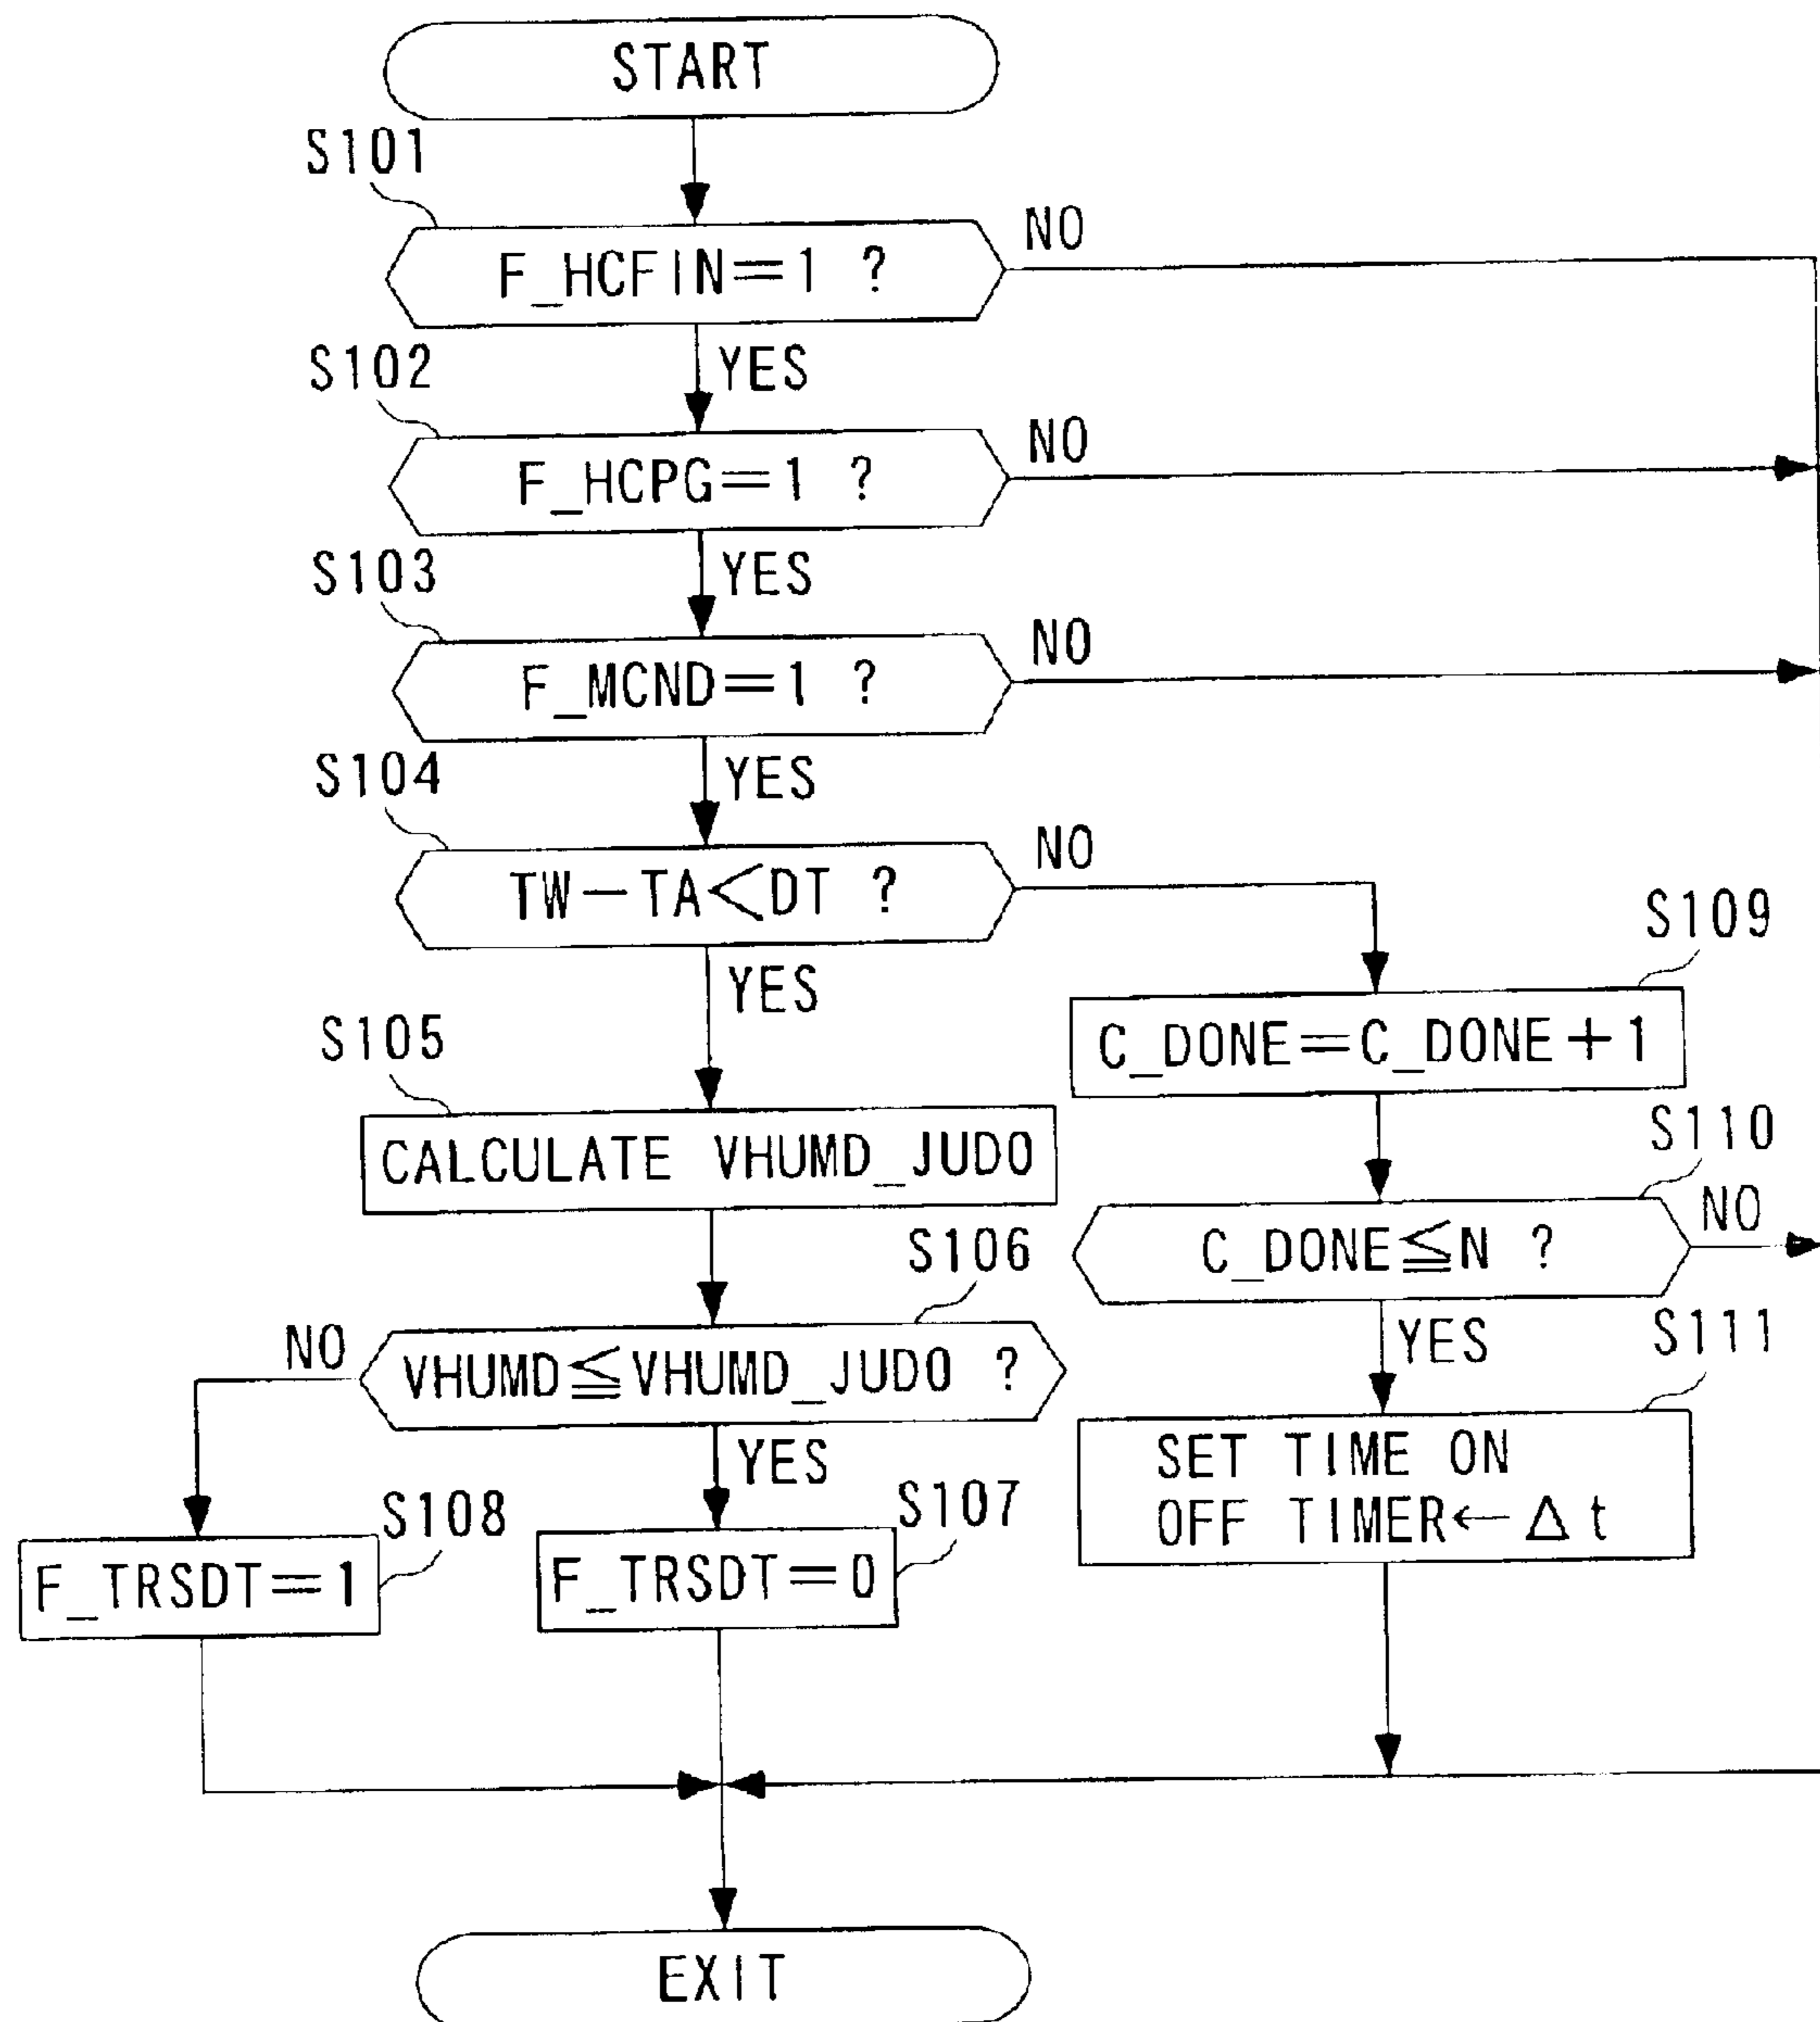 START
S101
F_HCFIN=1 ?
NO
YES
S102
F_HCPG=1 ?
NO
YES
S103
F_MCND=1 ?
NO
YES
S104
TW-TA<DT ?
NO
YES
S109
C_DONE=C_DONE+1
S105
CALCULATE VHUMD_JUDO
S110
C_DONE≦N ?
NO
YES
S106
VHUMD≦VHUMD_JUDO ?
NO
YES
S111
SET TIME ON
OFF TIMER←Δt
S108
F_TRSDT=1
S107
F_TRSDT=0
EXIT